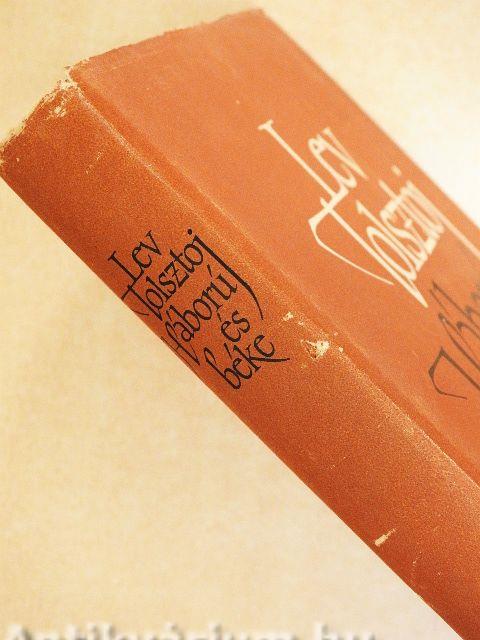 Lev
Tolsztoj
Háború
és
béke
Lev
Tolsztoj